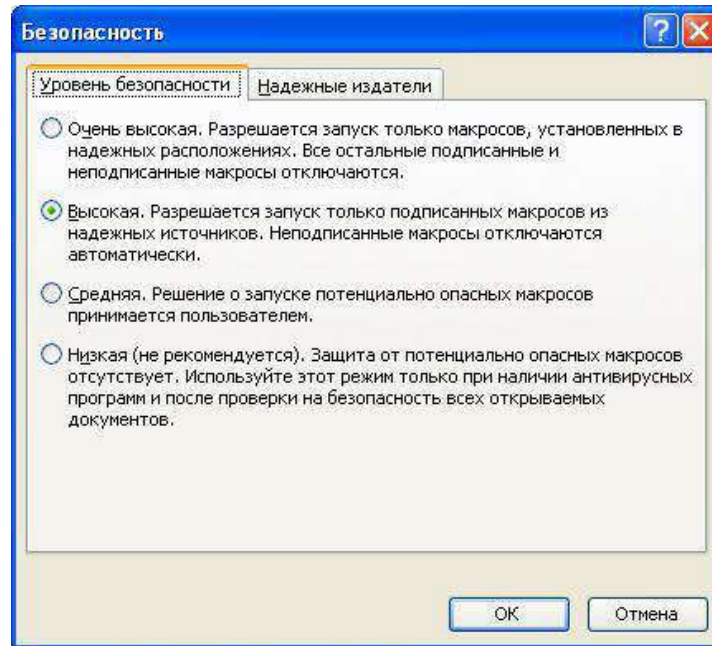 Безопасность
Уровень безопасности
Надежные издатели
Очень высокая. Разрешается запуск только макросов, установленных в
надежных расположениях. Все остальные подписанные и
неподписанные макросы отключаются.
Высокая. Разрешается запуск только подписанных макросов из
надежных источников. Неподписанные макросы отключаются
автоматически.
Средняя. Решение о запуске потенциально опасных макросов
принимается пользователем.
Низкая (не рекомендуется). Защита от потенциально опасных макросов
отсутствует. Используйте этот режим только при наличии антивирусных
программ и после проверки на безопасность всех открываемых
документов.
ОК
Отмена